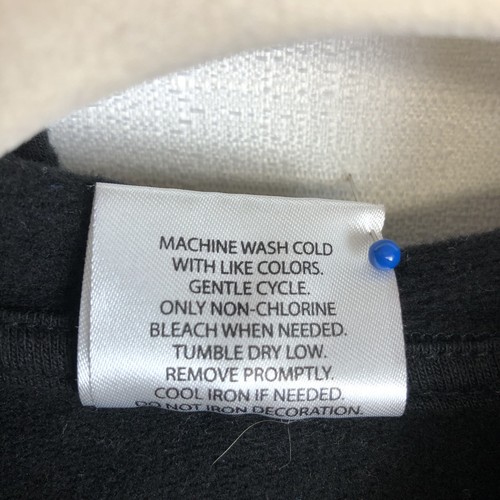 MACHINE WASH COLD
WITH LIKE COLORS.
GENTLE CYCLE.
ONLY NON-CHLORINE
BLEACH WHEN NEEDED.
TUMBLE DRY LOW.
REMOVE PROMPTLY.
COOL IRON IF NEEDED.
DO NOT IRON DECORATION.